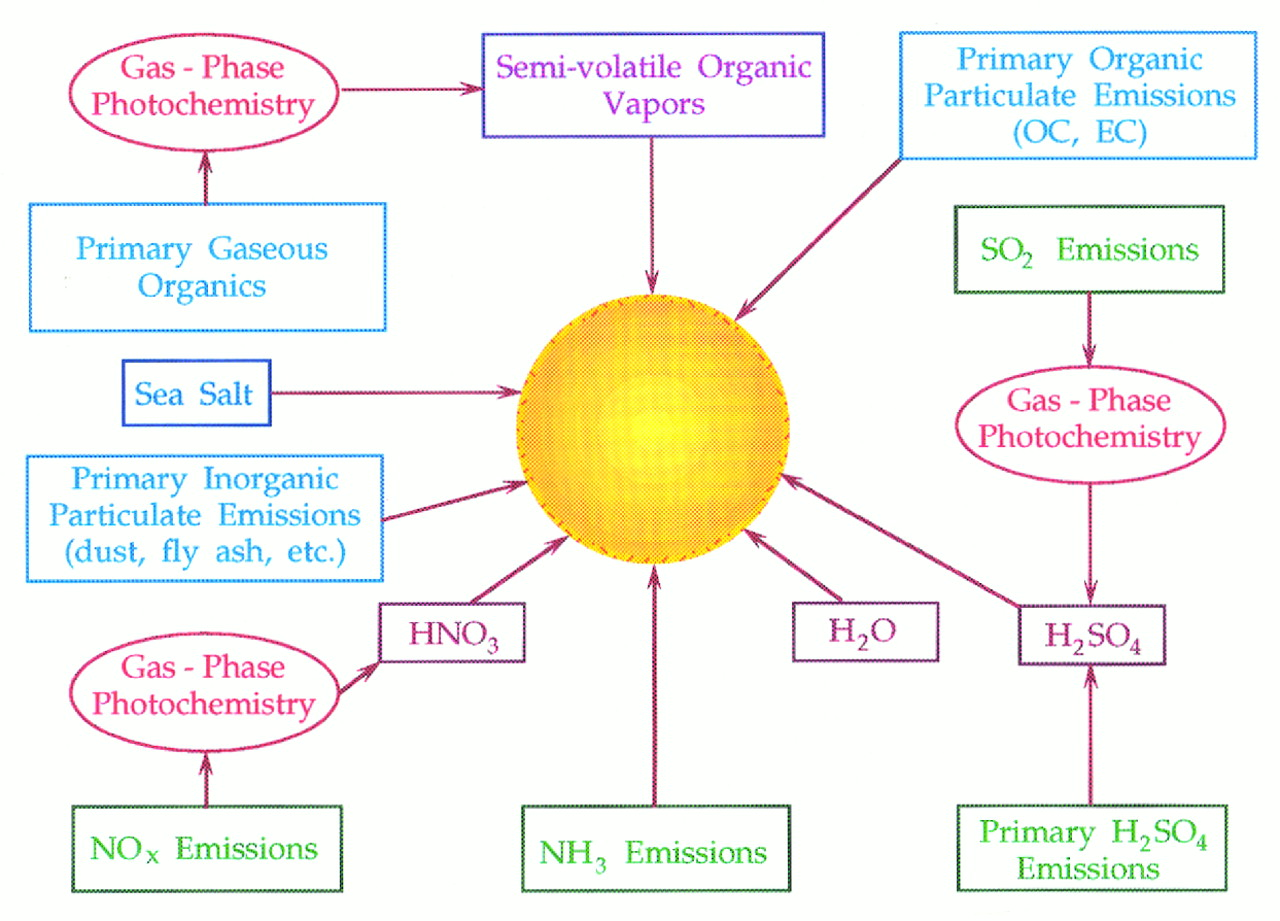 Gas - Phase
Photochemistry
Semi-volatile Organic
Vapors
Primary Organic
Particulate Emissions
(OC, EC)
Primary Gaseous
Organics
SO₂ Emissions
Sea Salt
Gas - Phase
Photochemistry
Primary Inorganic
Particulate Emissions
(dust, fly ash, etc.)
HNO₃
H₂O
H₂SO₄
Gas - Phase
Photochemistry
NOₓ Emissions
NH₃ Emissions
Primary H₂SO₄
Emissions